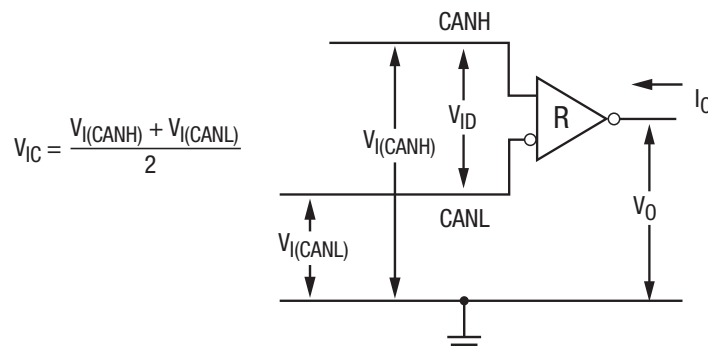 CANH
I_O
V_ID
R
V_IC = (V_I(CANH) + V_I(CANL)) / 2
V_I(CANH)
V_O
CANL
V_I(CANL)